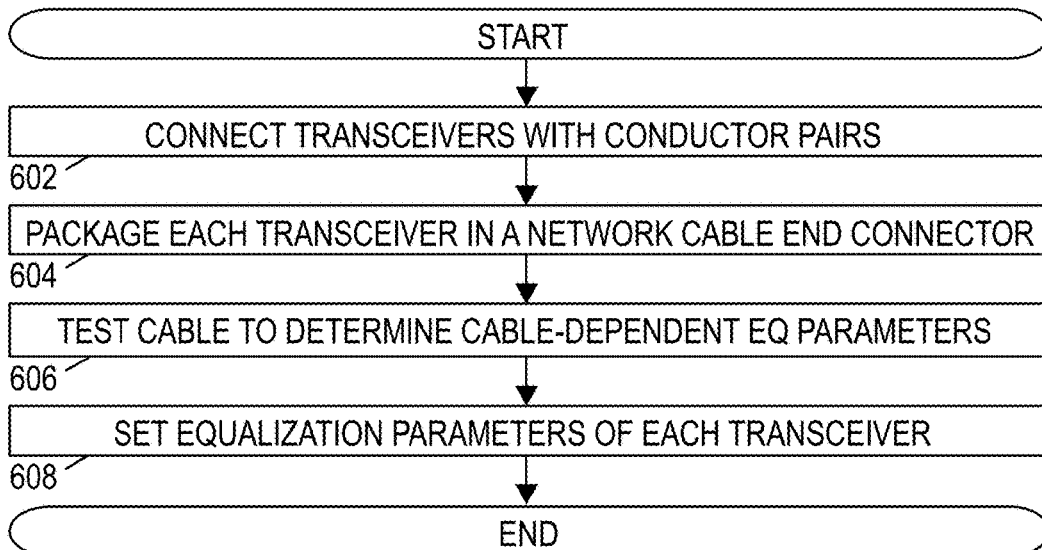 START
CONNECT TRANSCEIVERS WITH CONDUCTOR PAIRS
602
PACKAGE EACH TRANSCEIVER IN A NETWORK CABLE END CONNECTOR
604
TEST CABLE TO DETERMINE CABLE-DEPENDENT EQ PARAMETERS
606
SET EQUALIZATION PARAMETERS OF EACH TRANSCEIVER
608
END